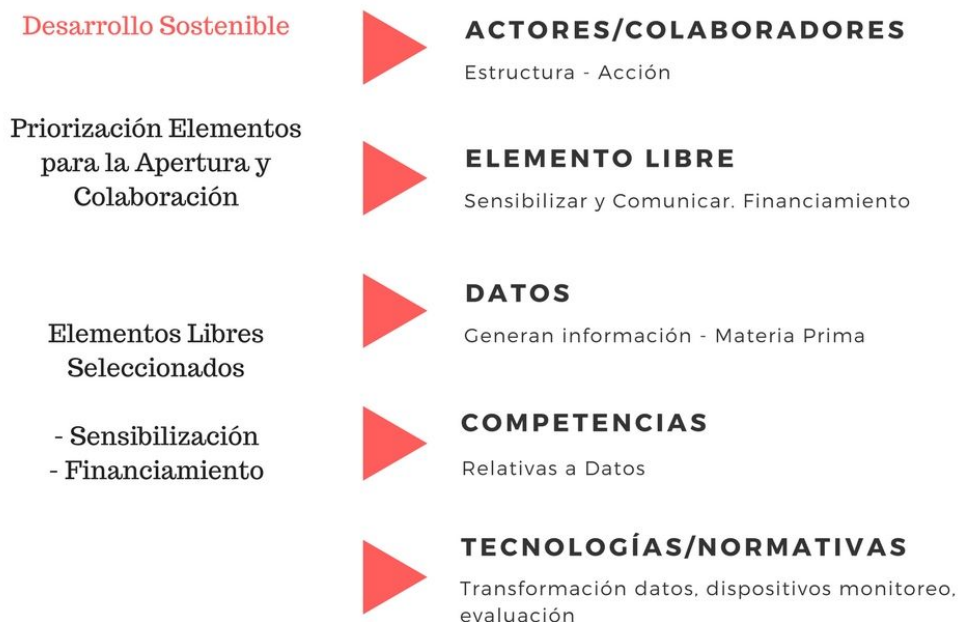 Desarrollo Sostenible
Priorización Elementos
para la Apertura y
Colaboración
Elementos Libres
Seleccionados
- Sensibilización
- Financiamiento
ACTORES/COLABORADORES
Estructura - Acción
ELEMENTO LIBRE
Sensibilizar y Comunicar. Financiamiento
DATOS
Generan información - Materia Prima
COMPETENCIAS
Relativas a Datos
TECNOLOGÍAS/NORMATIVAS
Transformación datos, dispositivos monitoreo,
evaluación